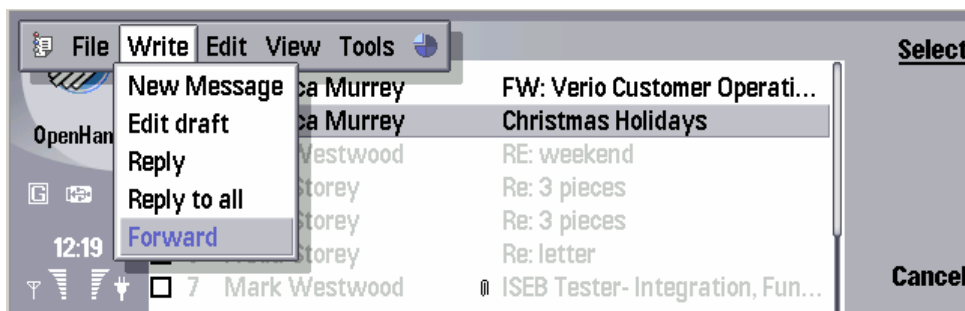 File Write Edit View Tools
Select
New Message
Edit draft
Reply
Reply to all
Forward
OpenHan
G
12:19
ca Murrey FW: Verio Customer Operati...
ca Murrey Christmas Holidays
Westwood RE: weekend
Storey Re: 3 pieces
Storey Re: 3 pieces
Storey Re: letter
7 Mark Westwood ISEB Tester- Integration, Fun...
Cancel